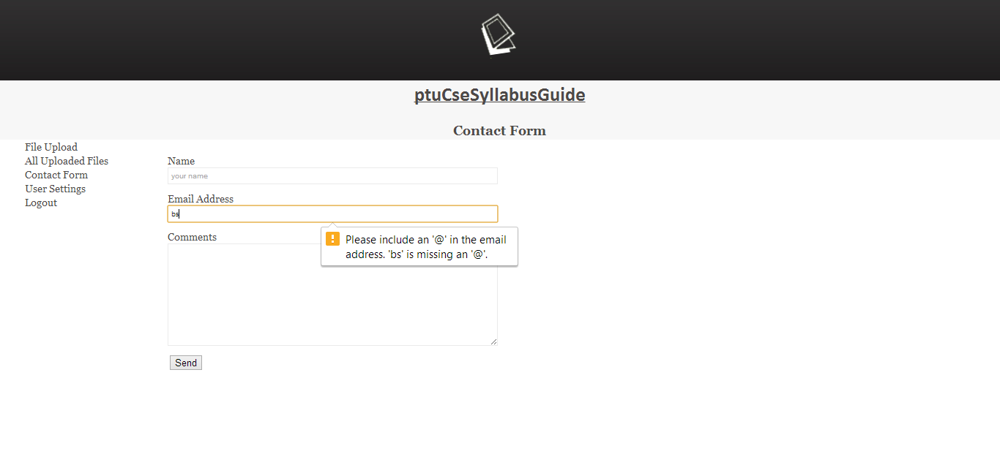 ptuCseSyllabusGuide
Contact Form
File Upload
All Uploaded Files
Contact Form
User Settings
Logout
Name
your name
Email Address
bs
Please include an '@' in the email
address. 'bs' is missing an '@'.
Comments
Send